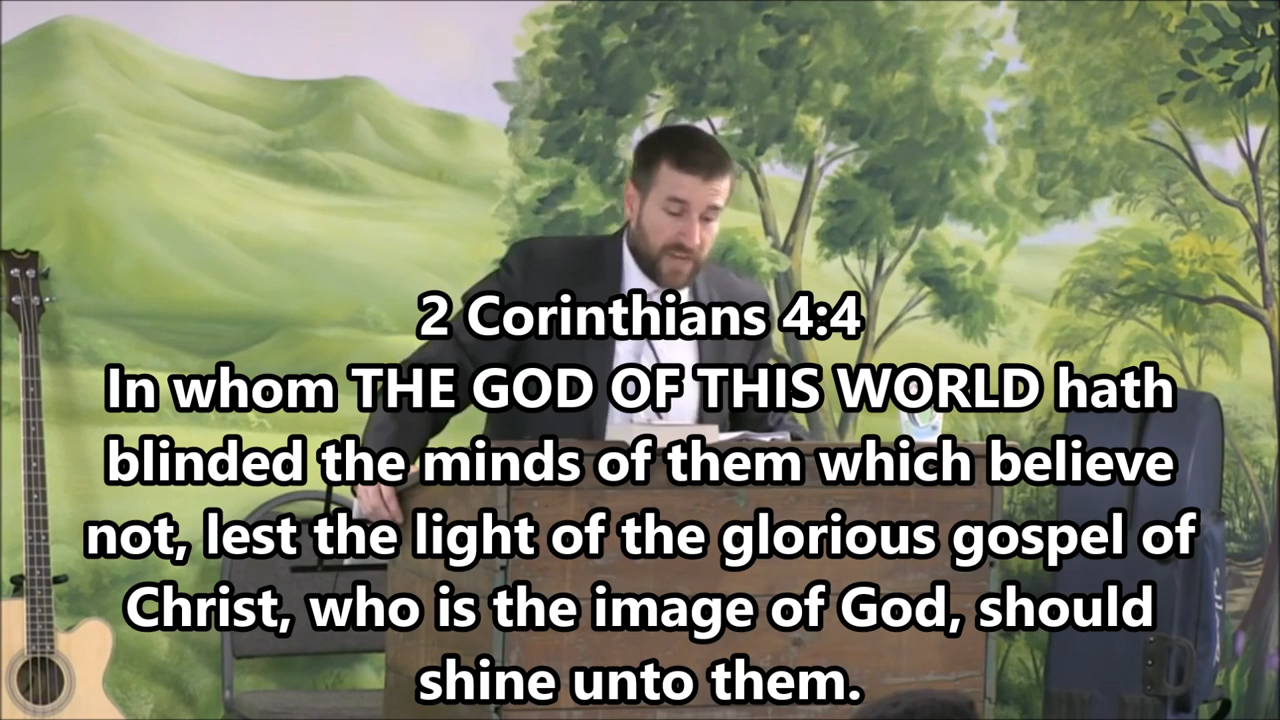 2 Corinthians 4:4
In whom THE GOD OF THIS WORLD hath
blinded the minds of them which believe
not, lest the light of the glorious gospel of
Christ, who is the image of God, should
shine unto them.